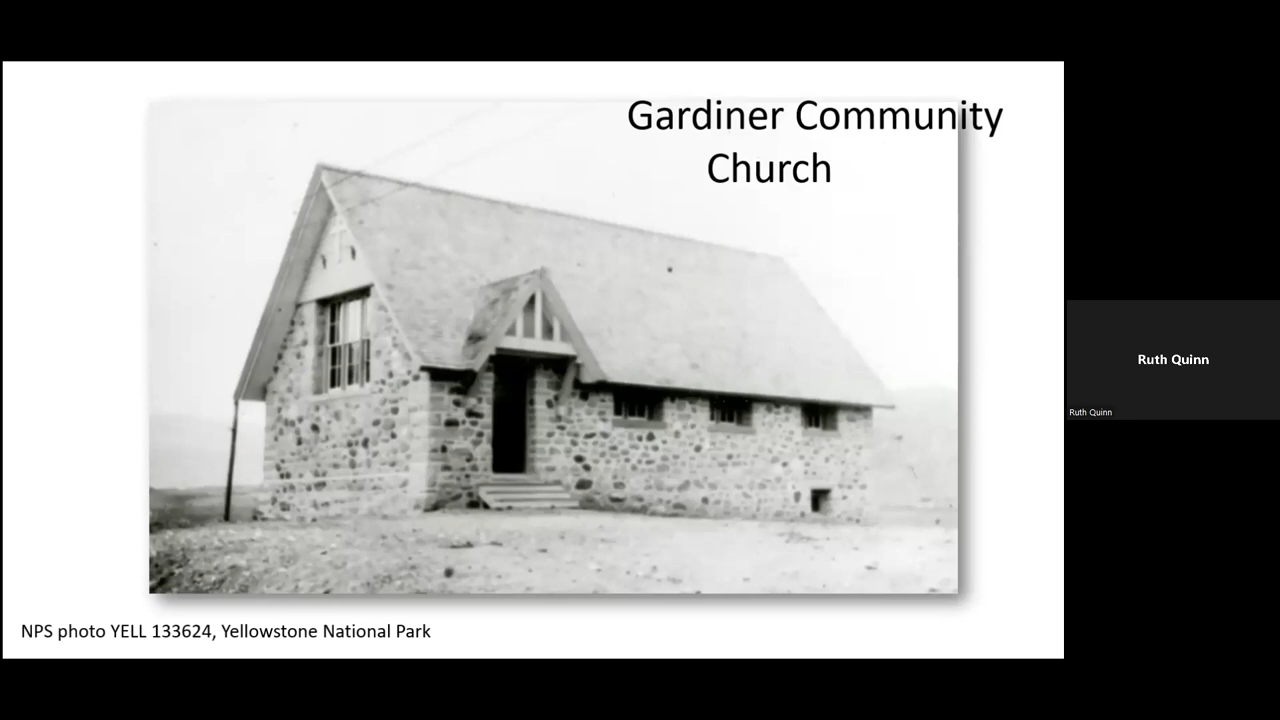 Gardiner Community
Church
NPS photo YELL 133624, Yellowstone National Park
Ruth Quinn
Ruth Quinn